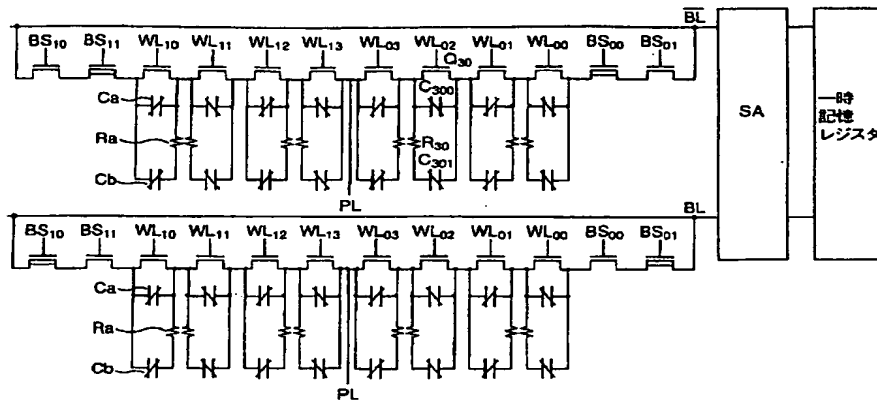 BL
BS10 BS11 WL10 WL11 WL12 WL13 WL03 WL02 WL01 WL00 BS00 BS01
Q30
Ca
C300
Ra
R30
Cb
C301
PL
SA
一時
記憶
レジスタ
BL
BS10 BS11 WL10 WL11 WL12 WL13 WL03 WL02 WL01 WL00 BS00 BS01
Ca
Ra
Cb
PL